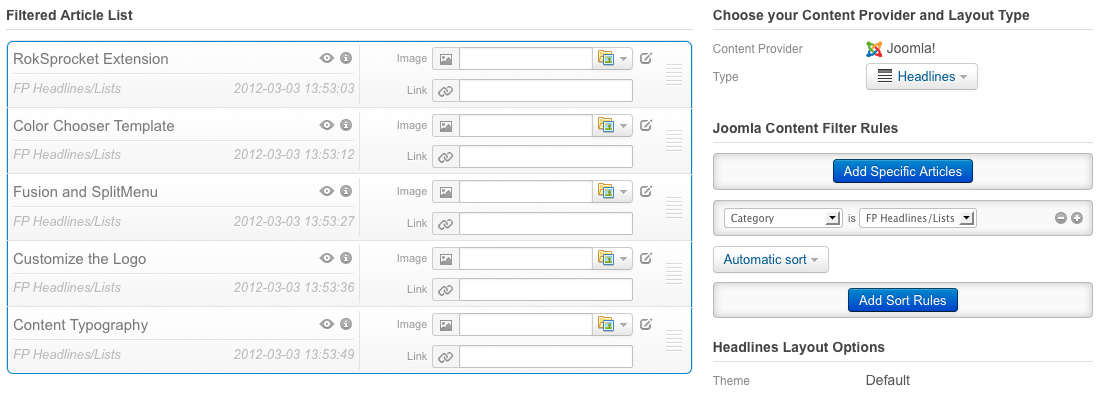 Filtered Article List
RokSprocket Extension
Image
FP Headlines/Lists 2012-03-03 13:53:03
Link
Color Chooser Template
Image
FP Headlines/Lists 2012-03-03 13:53:12
Link
Fusion and SplitMenu
Image
FP Headlines/Lists 2012-03-03 13:53:27
Link
Customize the Logo
Image
FP Headlines/Lists 2012-03-03 13:53:36
Link
Content Typography
Image
FP Headlines/Lists 2012-03-03 13:53:49
Link
Choose your Content Provider and Layout Type
Content Provider Joomla!
Type Headlines
Joomla Content Filter Rules
Add Specific Articles
Category is FP Headlines/Lists
Automatic sort
Add Sort Rules
Headlines Layout Options
Theme Default